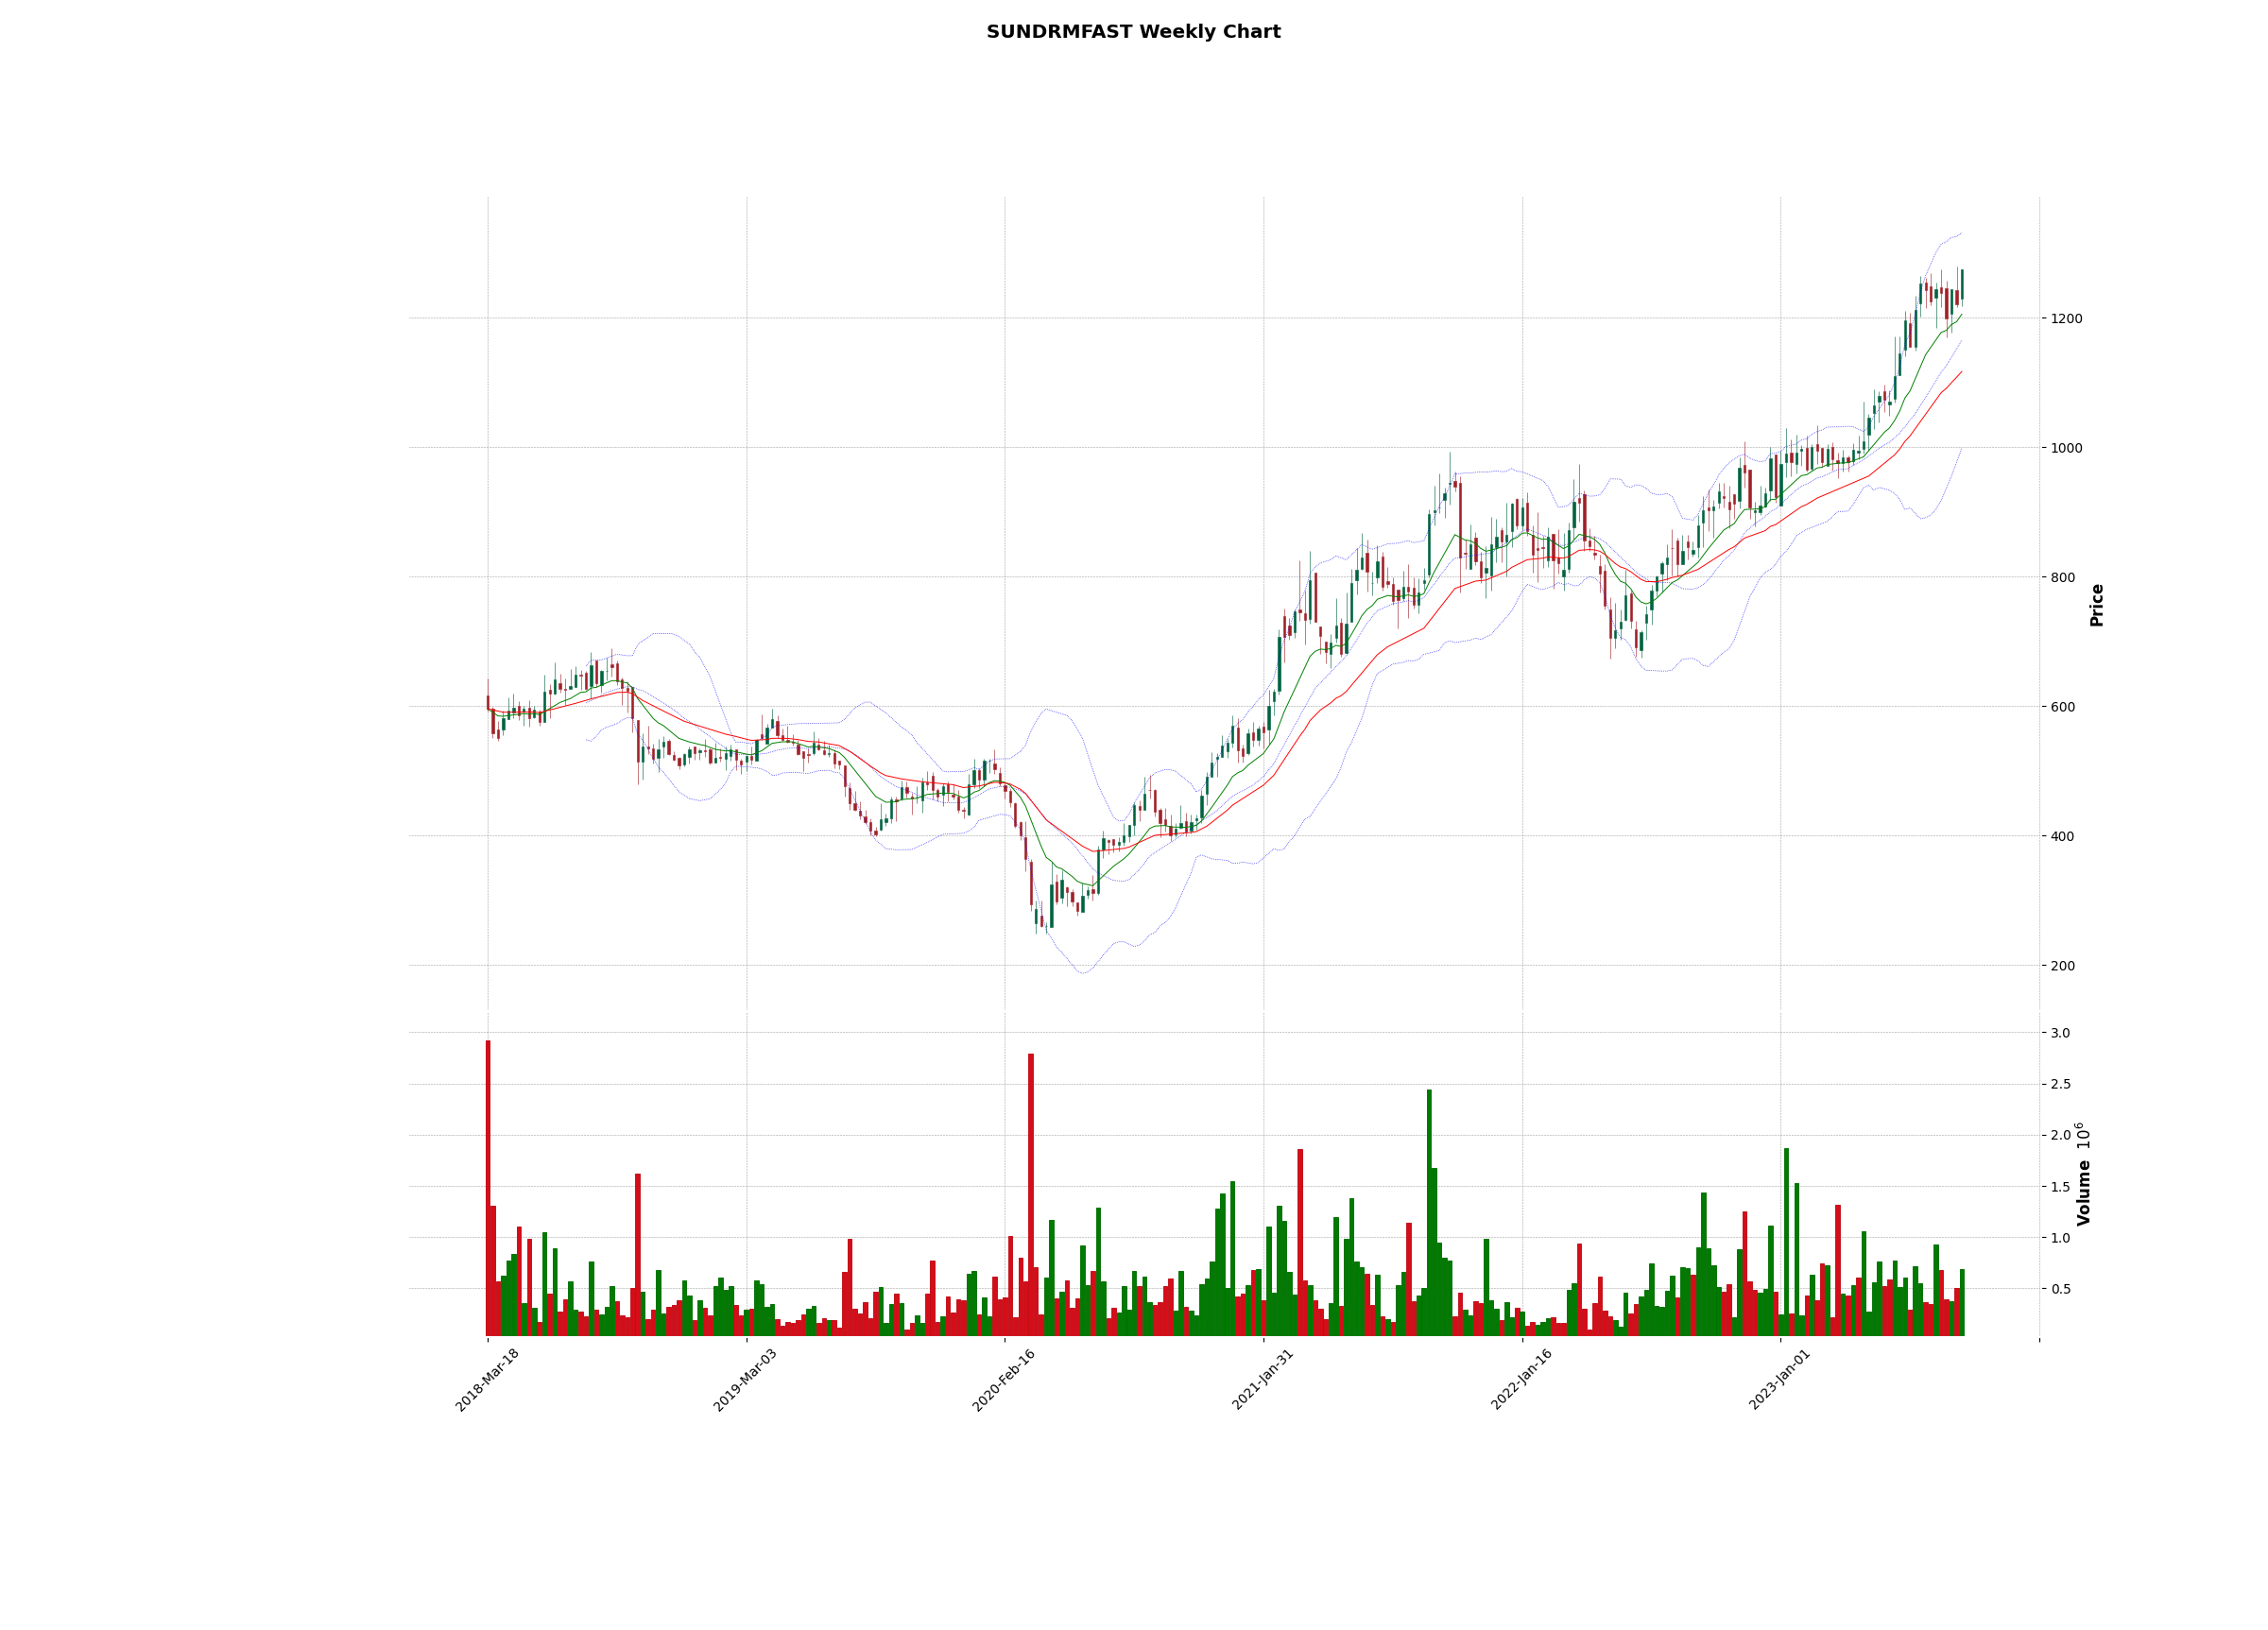 SUNDRMFAST Weekly Chart
1200
1000
800
600
400
200
Price
3.0
2.5
2.0
1.5
1.0
0.5
Volume 10^6
2018-Mar-18
2019-Mar-03
2020-Feb-16
2021-Jan-31
2022-Jan-16
2023-Jan-01